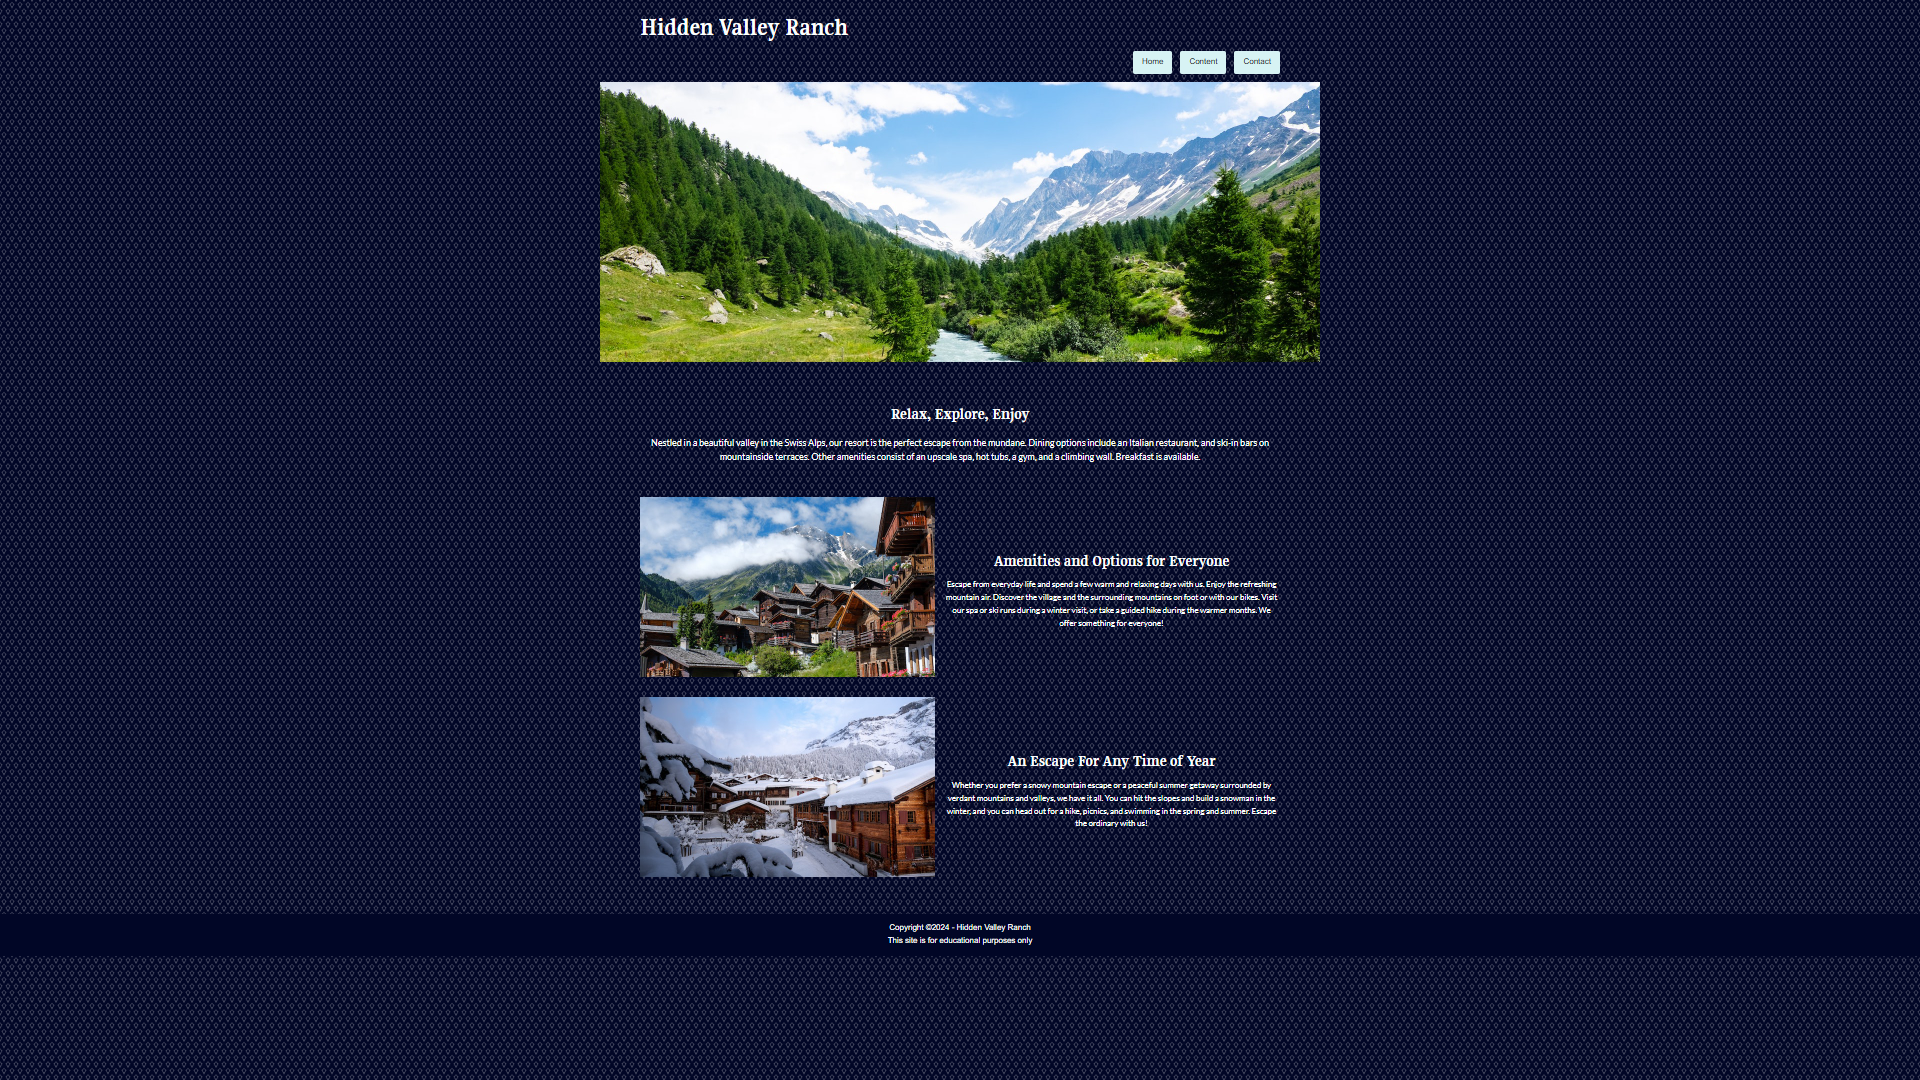 Hidden Valley Ranch
Home
Content
Contact
Relax, Explore, Enjoy
Nestled in a beautiful valley in the Swiss Alps, our resort is the perfect escape from the mundane. Dining options include an Italian restaurant, and ski-in bars on
mountainside terraces. Other amenities consist of an upscale spa, hot tubs, a gym, and a climbing wall. Breakfast is available.
Amenities and Options for Everyone
Escape from everyday life and spend a few warm and relaxing days with us. Enjoy the refreshing
mountain air. Discover the village and the surrounding mountains on foot or with our bikes. Visit
our spa or ski runs during a winter visit, or take a guided hike during the warmer months. We
offer something for everyone!
An Escape For Any Time of Year
Whether you prefer a snowy mountain escape or a peaceful summer getaway surrounded by
verdant mountains and valleys, we have it all. You can hit the slopes and build a snowman in the
winter, and you can head out for a hike, picnics, and swimming in the spring and summer. Escape
the ordinary with us!
Copyright ©2024 - Hidden Valley Ranch
This site is for educational purposes only